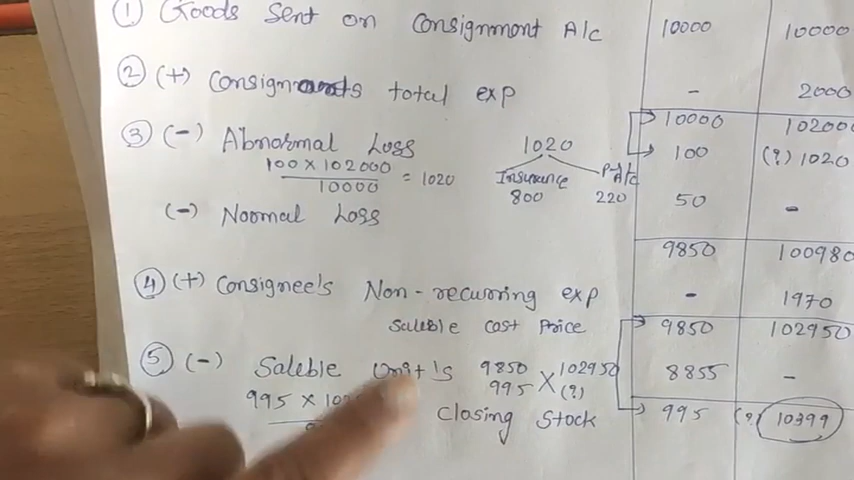 ① Goods sent on Consignment A/c 10000 10000
② (+) Consignments total exp - 2000
10000 102000
③ (-) Abnormal Loss 1020 100 (?) 1020
100 x 102000 / 10000 = 1020 Insurance 800 P-A/c 220
(-) Normal Loss 50 -
9850 100980
④ (+) Consignee's Non-recurring exp - 1970
Saleble Cost Price 9850 102950
⑤ (-) Saleble Unit's 9850 X 102950 8855 -
995 (?)
995 x Closing Stock 995 (?) 10399